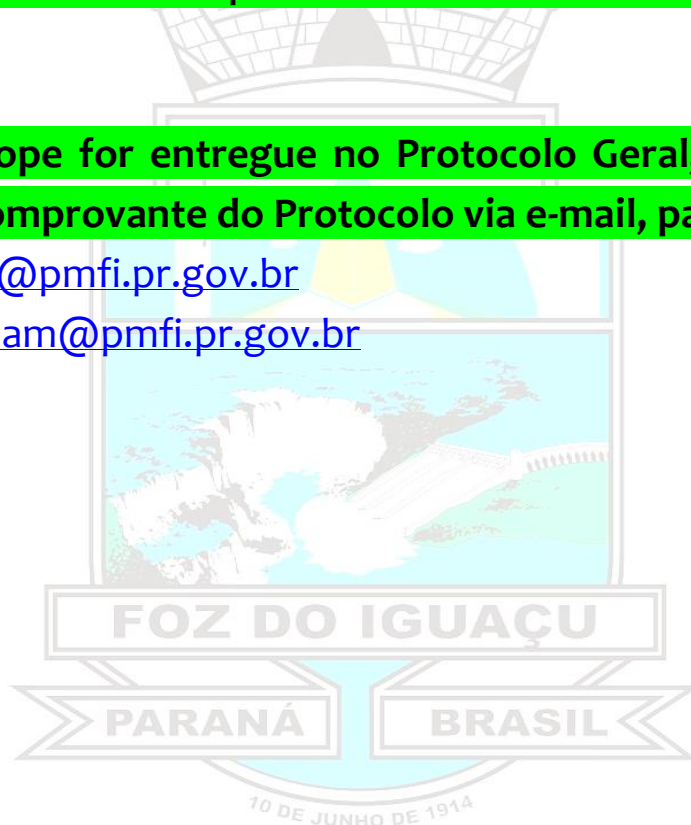 ope for entregue no Protocolo Geral,
omprovante do Protocolo via e-mail, pa
@pmfi.pr.gov.br
am@pmfi.pr.gov.br
FOZ DO IGUAÇU
PARANÁ BRASIL
10 DE JUNHO DE 1914